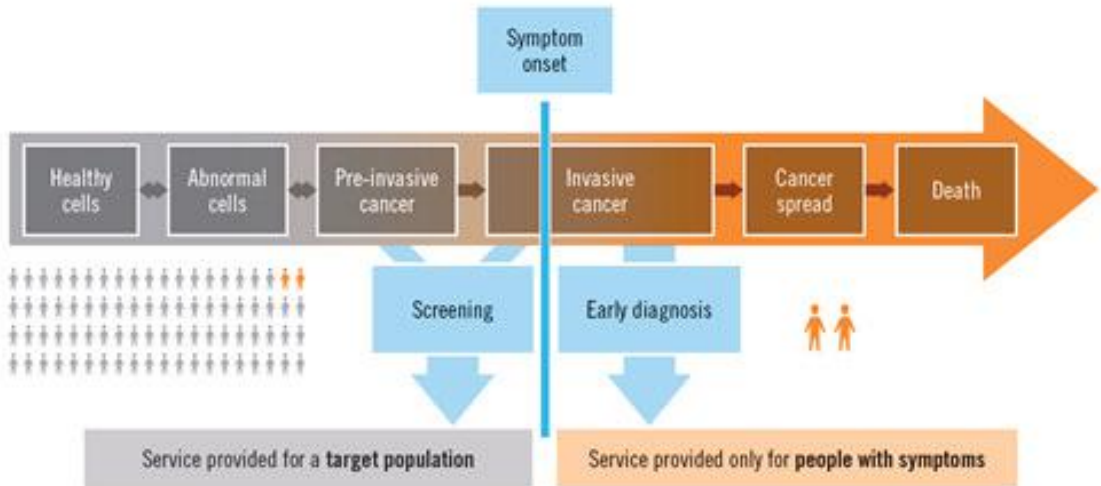 Symptom
onset
Healthy
cells
Abnormal
cells
Pre-invasive
cancer
Invasive
cancer
Cancer
spread
Death
Screening
Early diagnosis
Service provided for a target population
Service provided only for people with symptoms